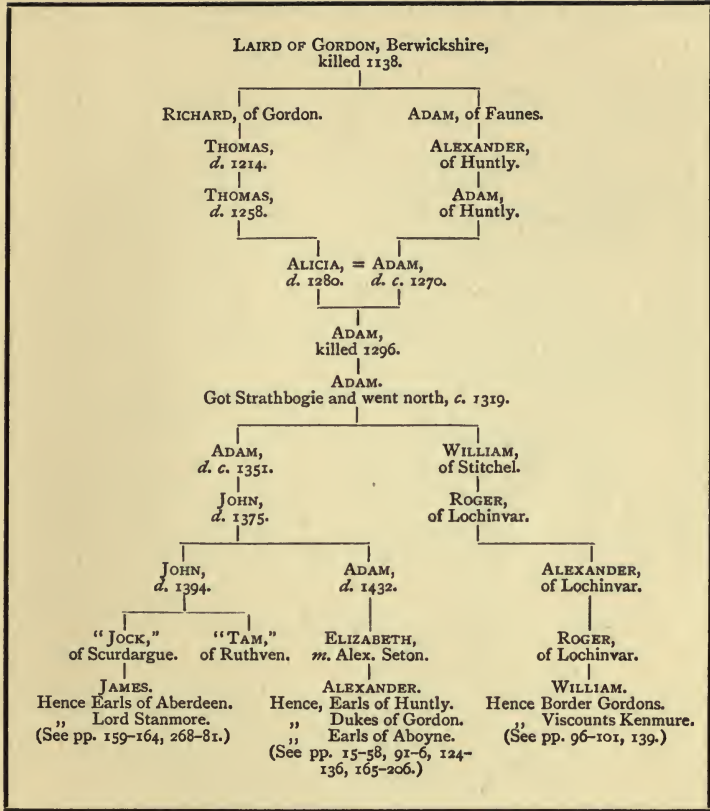 LAIRD OF GORDON, Berwickshire,
killed 1138.
RICHARD, of Gordon. ADAM, of Faunes.
THOMAS, ALEXANDER,
d. 1214. of Huntly.
THOMAS, ADAM,
d. 1258. of Huntly.
ALICIA, = ADAM,
d. 1280. d. c. 1270.
ADAM,
killed 1296.
ADAM.
Got Strathbogie and went north, c. 1319.
ADAM, WILLIAM,
d. c. 1351. of Stitchel.
JOHN, ROGER,
d. 1375. of Lochinvar.
JOHN, ADAM, ALEXANDER,
d. 1394. d. 1432. of Lochinvar.
"JOCK," "TAM," ELIZABETH, ROGER,
of Scurdargue. of Ruthven. m. Alex. Seton. of Lochinvar.
JAMES. ALEXANDER. WILLIAM.
Hence Earls of Aberdeen. Hence, Earls of Huntly. Hence Border Gordons.
„ Lord Stanmore. „ Dukes of Gordon. „ Viscounts Kenmure.
(See pp. 159-164, 268-81.) „ Earls of Aboyne. (See pp. 96-101, 139.)
(See pp. 15-58, 91-6, 124-
136, 165-206.)